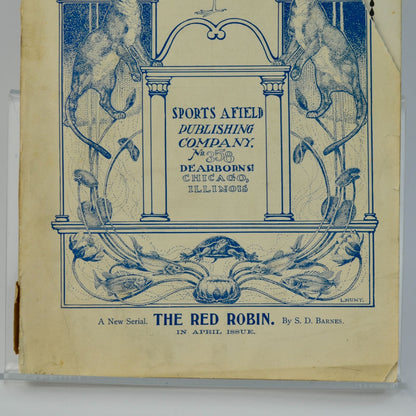 SPORTS AFIELD
PUBLISHING
COMPANY,
No 358
DEARBORN ST
CHICAGO,
ILLINOIS
L. HUNT.
A New Serial. THE RED ROBIN. By S. D. BARNES.
IN APRIL ISSUE.